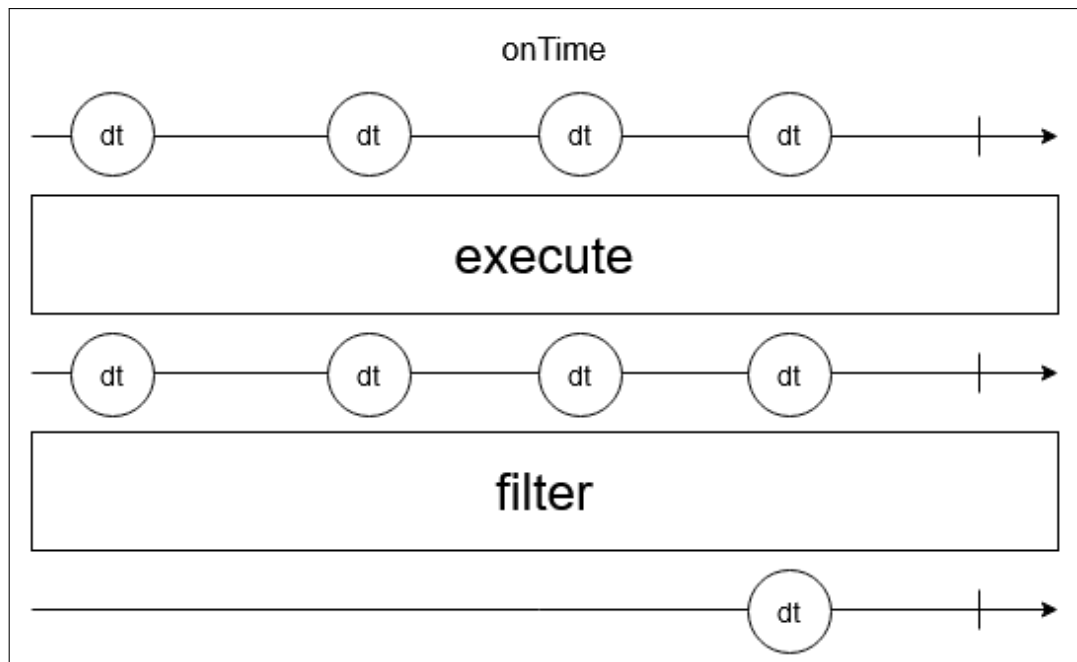 onTime
dt dt dt dt
execute
dt dt dt dt
filter
dt